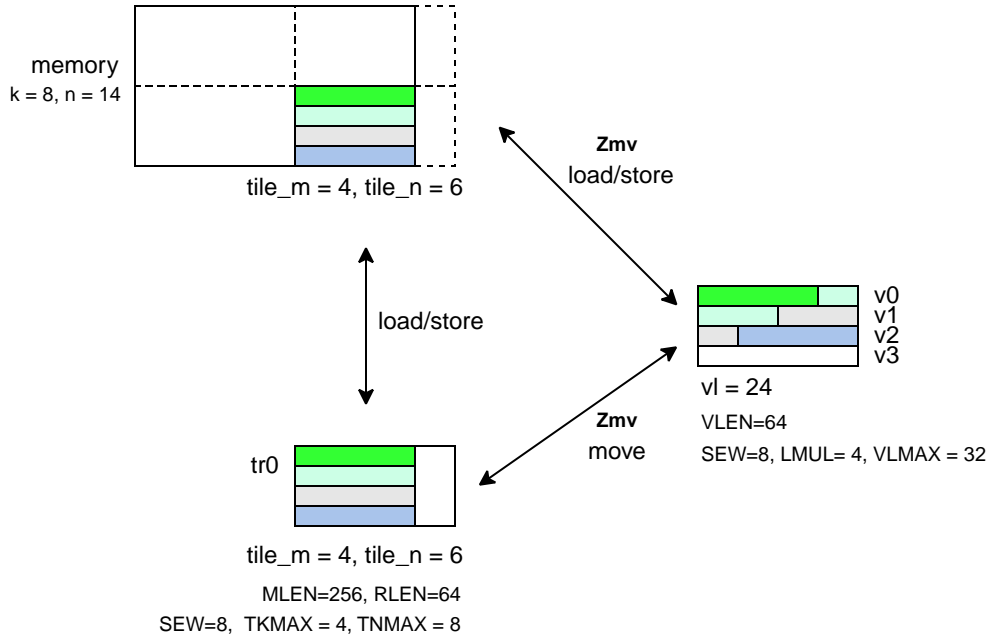 memory
k = 8, n = 14
tile_m = 4, tile_n = 6
Zmv
load/store
load/store
v0
v1
v2
v3
vl = 24
VLEN=64
SEW=8, LMUL= 4, VLMAX = 32
Zmv
move
tr0
tile_m = 4, tile_n = 6
MLEN=256, RLEN=64
SEW=8, TKMAX = 4, TNMAX = 8